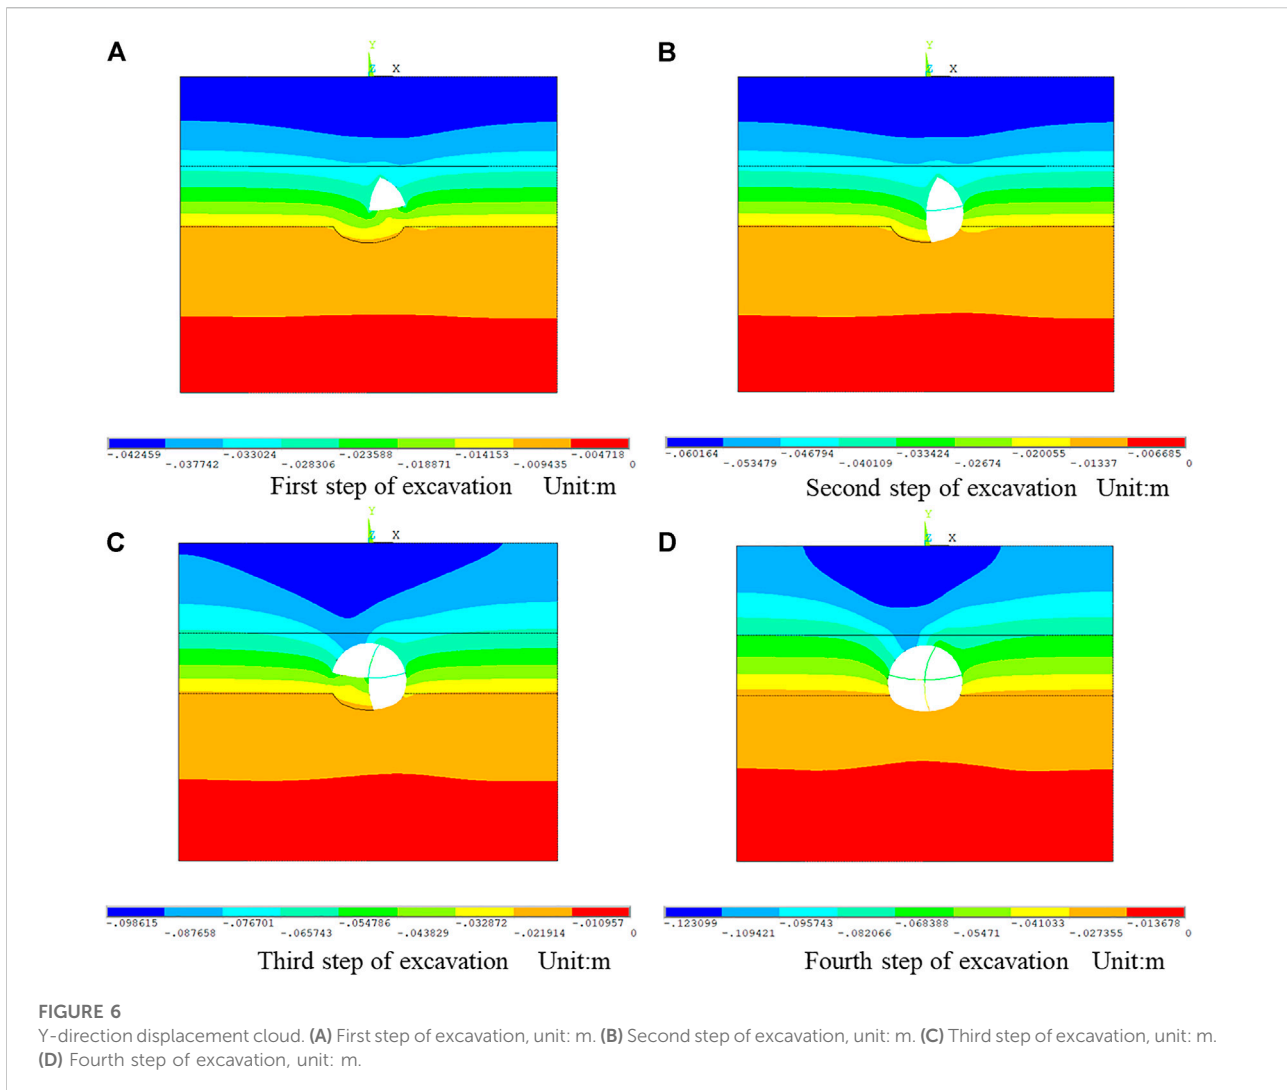 A
B
Y
Z X
Y
Z X
-.042459 -.033024 -.023588 -.014153 -.004718
-.037742 -.028306 -.018871 -.009435 0
First step of excavation Unit:m
-.060164 -.046794 -.033424 -.020055 -.006685
-.053479 -.040109 -.02674 -.01337 0
Second step of excavation Unit:m
C
D
Y
Z X
Y
Z X
-.098615 -.076701 -.054786 -.032872 -.010957
-.087658 -.065743 -.043829 -.021914 0
Third step of excavation Unit:m
-.123099 -.095743 -.068388 -.041033 -.013678
-.109421 -.082066 -.05471 -.027355 0
Fourth step of excavation Unit:m
FIGURE 6
Y-direction displacement cloud. (A) First step of excavation, unit: m. (B) Second step of excavation, unit: m. (C) Third step of excavation, unit: m.
(D) Fourth step of excavation, unit: m.